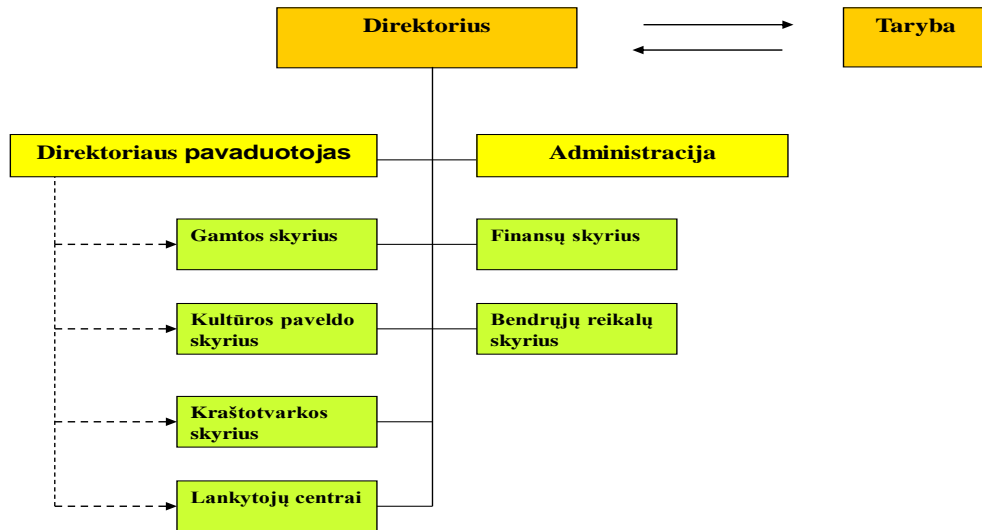 Direktorius
Taryba
Direktoriaus pavaduotojas
Administracija
Gamtos skyrius
Finansų skyrius
Kultūros paveldo
skyrius
Bendrųjų reikalų
skyrius
Kraštotvarkos
skyrius
Lankytojų centrai